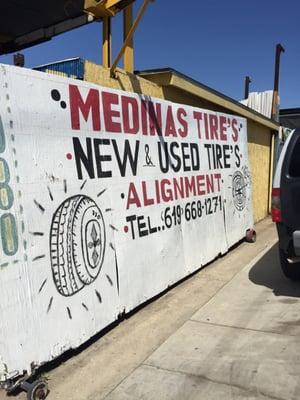 MEDINAS TIRE'S
NEW & USED TIRE'S
ALIGNMENT
TEL.. 619 668-1271